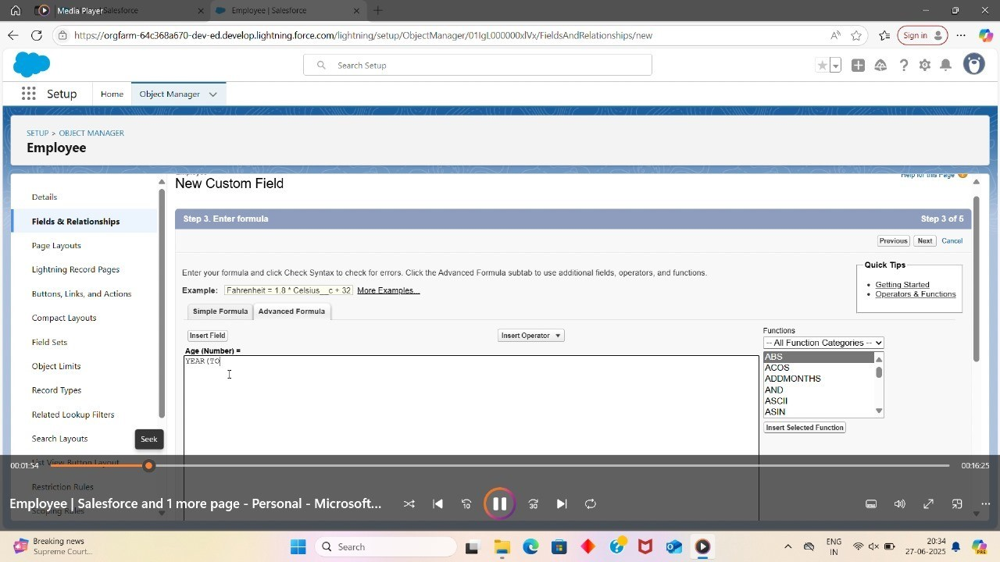 Media Player Salesforce
Employee | Salesforce
https://orgfarm-64c368a670-dev-ed.develop.lightning.force.com/lightning/setup/ObjectManager/01IgL000000xlVx/FieldsAndRelationships/new
Sign in
Search Setup
Setup
Home
Object Manager
SETUP > OBJECT MANAGER
Employee
Details
Fields & Relationships
Page Layouts
Lightning Record Pages
Buttons, Links, and Actions
Compact Layouts
Field Sets
Object Limits
Record Types
Related Lookup Filters
Search Layouts
List View Button Layout
Restriction Rules
Scoping Rules
Help for this Page
New Custom Field
Step 3. Enter formula
Step 3 of 5
Previous
Next
Cancel
Enter your formula and click Check Syntax to check for errors. Click the Advanced Formula subtab to use additional fields, operators, and functions.
Example:
Fahrenheit = 1.8 * Celsius__c + 32
More Examples...
Quick Tips
Getting Started
Operators & Functions
Simple Formula
Advanced Formula
Insert Field
Insert Operator
Age (Number) =
YEAR(TO
Functions
-- All Function Categories --
ABS
ACOS
ADDMONTHS
AND
ASCII
ASIN
Insert Selected Function
Seek
00:01:54
00:16:25
Employee | Salesforce and 1 more page - Personal - Microsoft...
10
30
Breaking news
Supreme Court...
Search
ENG
IN
20:34
27-06-2025
PRE